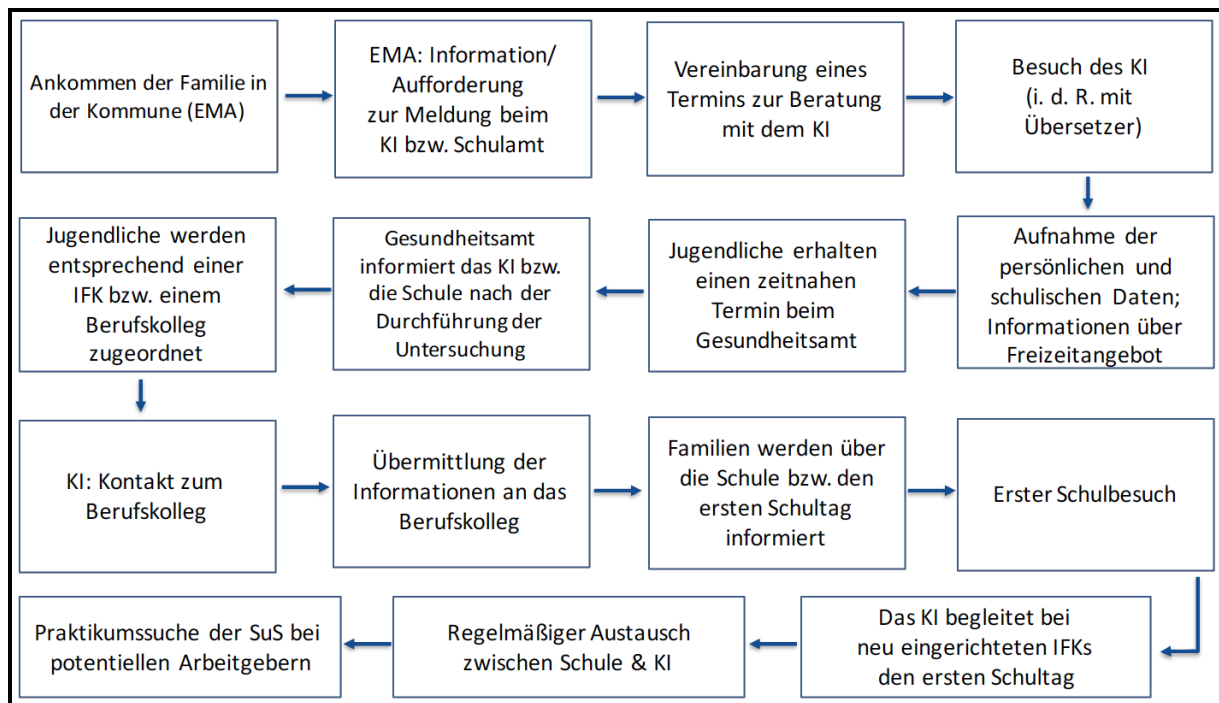 Ankommen der Familie in
der Kommune (EMA)
EMA: Information/
Aufforderung
zur Meldung beim
KI bzw. Schulamt
Vereinbarung eines
Termins zur Beratung
mit dem KI
Besuch des KI
(i. d. R. mit
Übersetzer)
Aufnahme der
persönlichen und
schulischen Daten;
Informationen über
Freizeitangebot
Jugendliche erhalten
einen zeitnahen
Termin beim
Gesundheitsamt
Gesundheitsamt
informiert das KI bzw.
die Schule nach der
Durchführung der
Untersuchung
Jugendliche werden
entsprechend einer
IFK bzw. einem
Berufskolleg
zugeordnet
KI: Kontakt zum
Berufskolleg
Übermittlung der
Informationen an das
Berufskolleg
Familien werden über
die Schule bzw. den
ersten Schultag
informiert
Erster Schulbesuch
Das KI begleitet bei
neu eingerichteten IFKs
den ersten Schultag
Regelmäßiger Austausch
zwischen Schule & KI
Praktikumssuche der SuS bei
potentiellen Arbeitgebern